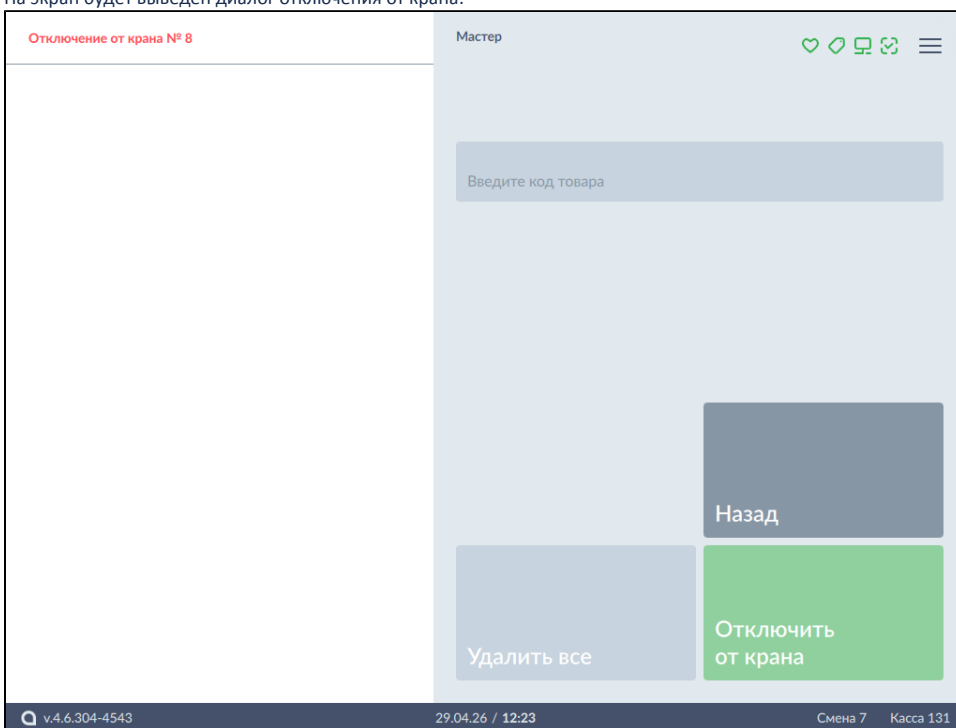 На экран будет выведен диалог отключения от крана:
Отключение от крана № 8
Мастер
Введите код товара
Назад
Удалить все
Отключить
от крана
v.4.6.304-4543
29.04.26 / 12:23
Смена 7
Касса 131